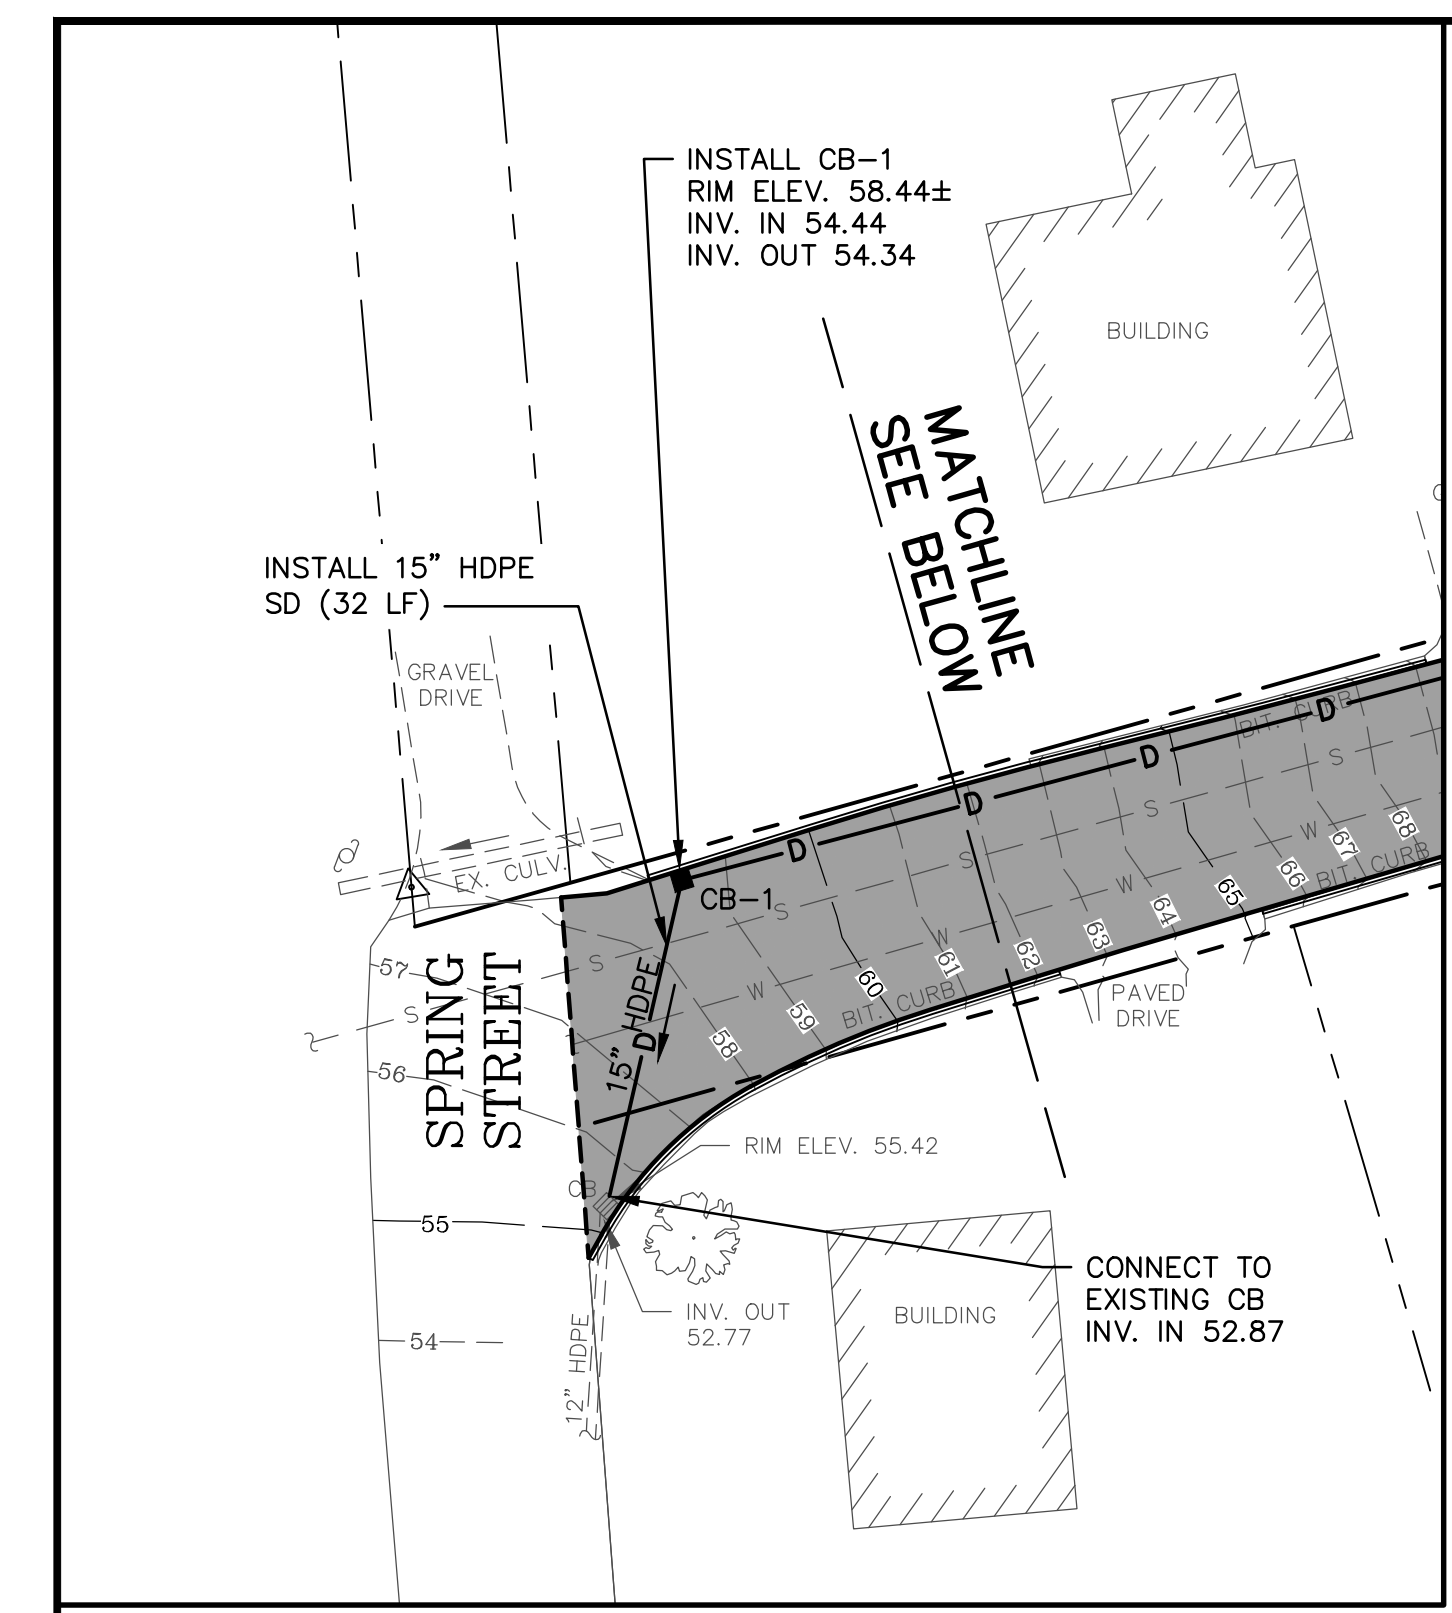 INSTALL CB-1
RIM ELEV. 58.44±
INV. IN 54.44
INV. OUT 54.34
BUILDING
MATCHLINE
SEE BELOW
INSTALL 15" HDPE
SD (32 LF)
GRAVEL
DRIVE
EX. CULV.
CB-1
BIT. CURB
D
D
D
D
S
S
S
S
S
S
W
W
W
W
BIT. CURB
68
67
66
65
64
63
62
61
60
59
58
57
56
55
54
BIT. CURB
PAVED
DRIVE
SPRING
STREET
15" HDPE
D
RIM ELEV. 55.42
CB
INV. OUT
52.77
12" HDPE
BUILDING
CONNECT TO
EXISTING CB
INV. IN 52.87